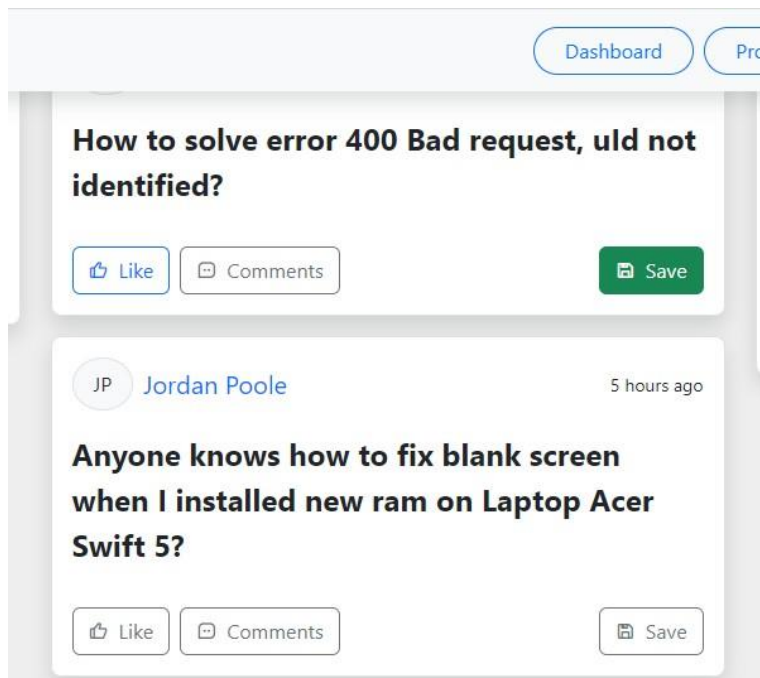 Dashboard
How to solve error 400 Bad request, uId not
identified?
Like Comments Save
JP Jordan Poole 5 hours ago
Anyone knows how to fix blank screen
when I installed new ram on Laptop Acer
Swift 5?
Like Comments Save